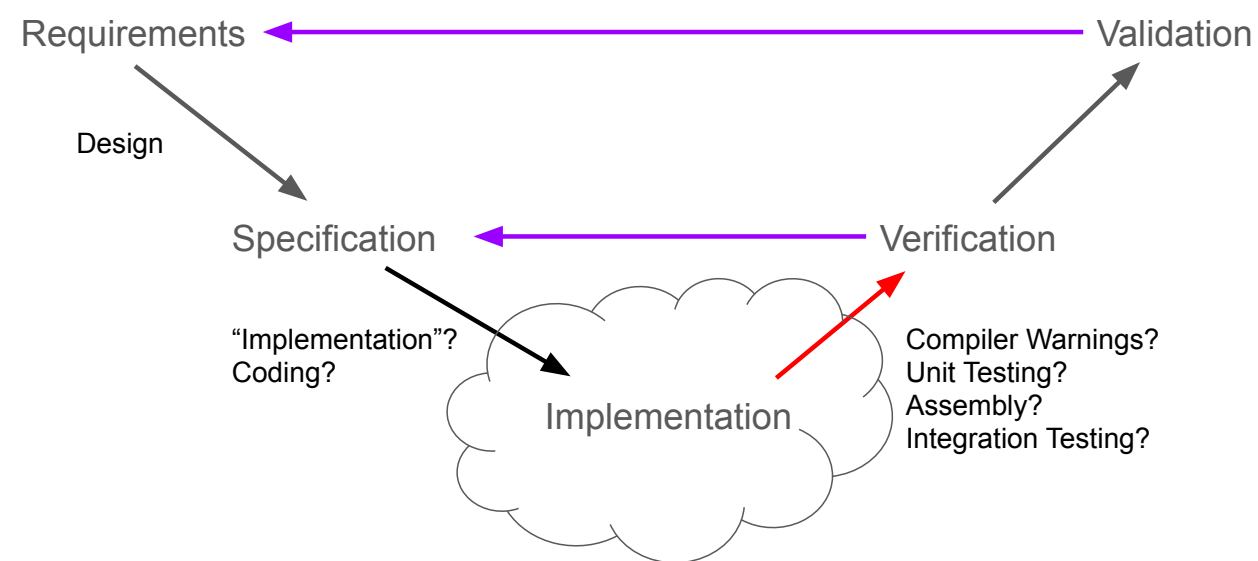 Requirements
Validation
Design
Specification
Verification
“Implementation”?
Coding?
Compiler Warnings?
Unit Testing?
Assembly?
Integration Testing?
Implementation